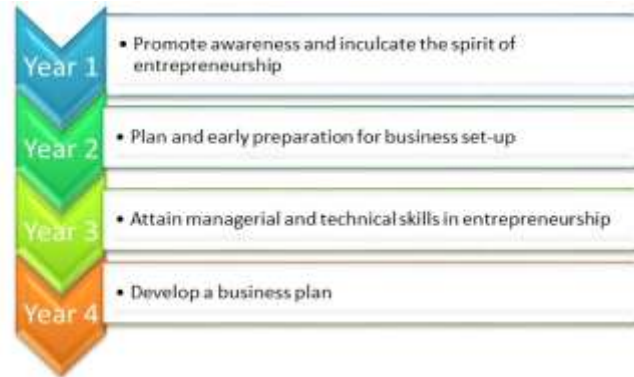 Year 1
• Promote awareness and inculcate the spirit of
entrepreneurship
Year 2
• Plan and early preparation for business set-up
Year 3
• Attain managerial and technical skills in entrepreneurship
Year 4
• Develop a business plan